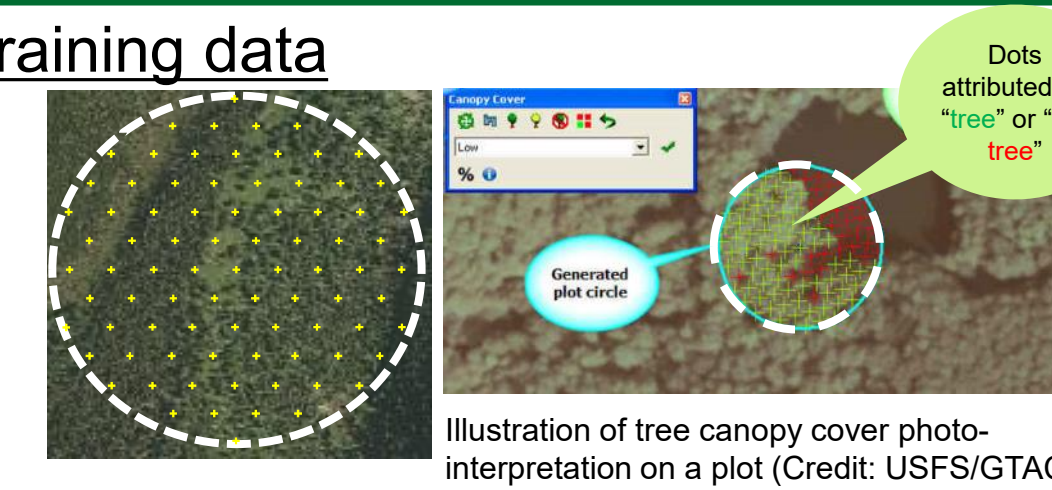 raining data
Canopy Cover
Low
%
Generated
plot circle
Dots
attributed
“tree” or “
tree”
Illustration of tree canopy cover photo-
interpretation on a plot (Credit: USFS/GTAC